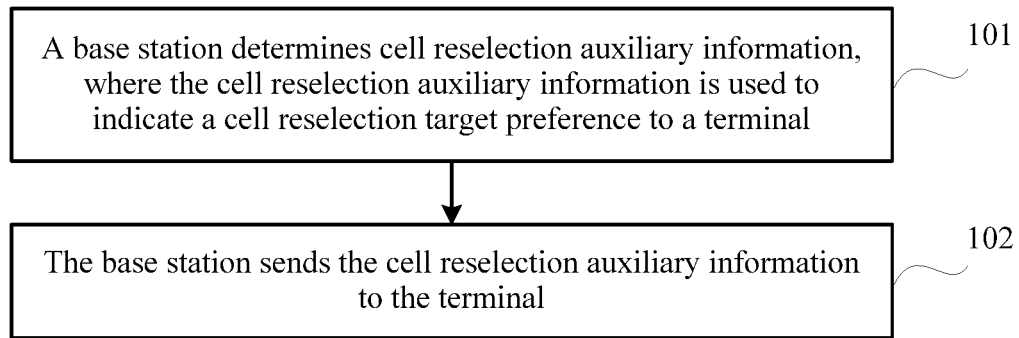 A base station determines cell reselection auxiliary information,
where the cell reselection auxiliary information is used to
indicate a cell reselection target preference to a terminal
101
The base station sends the cell reselection auxiliary information
to the terminal
102